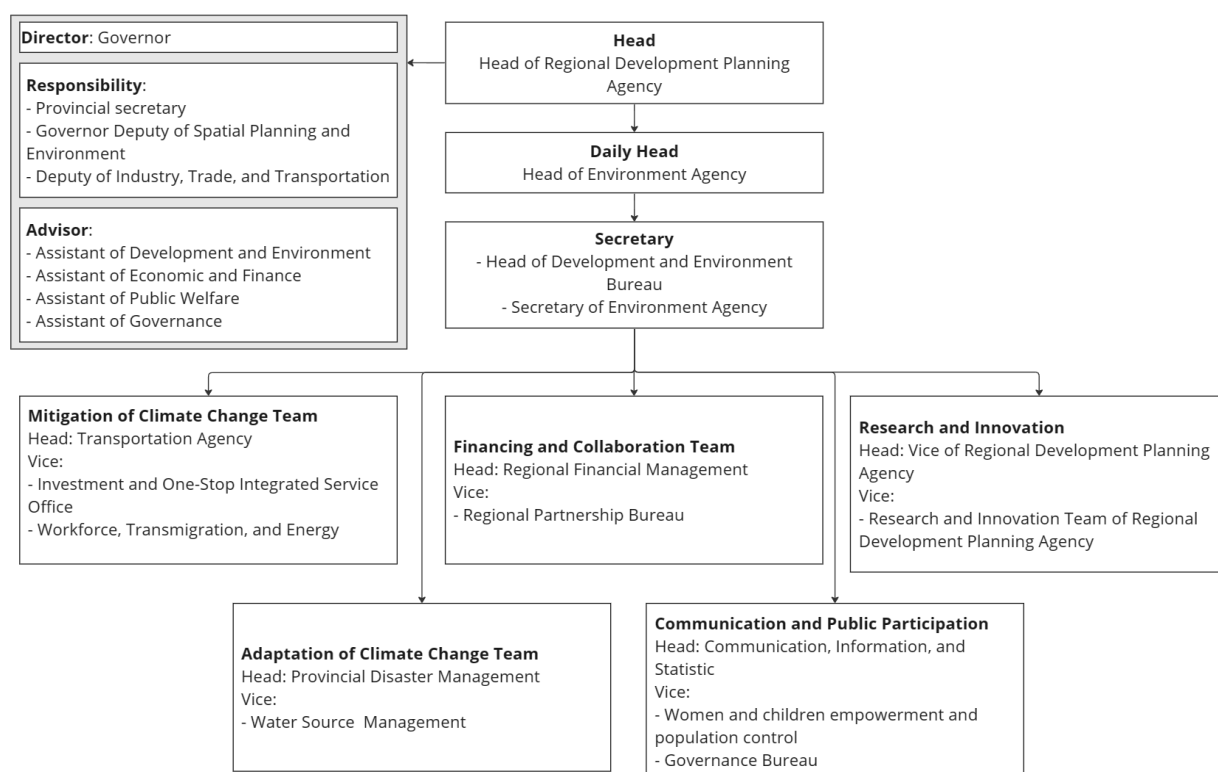 Director: Governor
Responsibility:
- Provincial secretary
- Governor Deputy of Spatial Planning and
Environment
- Deputy of Industry, Trade, and Transportation
Advisor:
- Assistant of Development and Environment
- Assistant of Economic and Finance
- Assistant of Public Welfare
- Assistant of Governance
Head
Head of Regional Development Planning
Agency
Daily Head
Head of Environment Agency
Secretary
- Head of Development and Environment
Bureau
- Secretary of Environment Agency
Mitigation of Climate Change Team
Head: Transportation Agency
Vice:
- Investment and One-Stop Integrated Service
Office
- Workforce, Transmigration, and Energy
Financing and Collaboration Team
Head: Regional Financial Management
Vice:
- Regional Partnership Bureau
Research and Innovation
Head: Vice of Regional Development Planning
Agency
Vice:
- Research and Innovation Team of Regional
Development Planning Agency
Adaptation of Climate Change Team
Head: Provincial Disaster Management
Vice:
- Water Source Management
Communication and Public Participation
Head: Communication, Information, and
Statistic
Vice:
- Women and children empowerment and
population control
- Governance Bureau